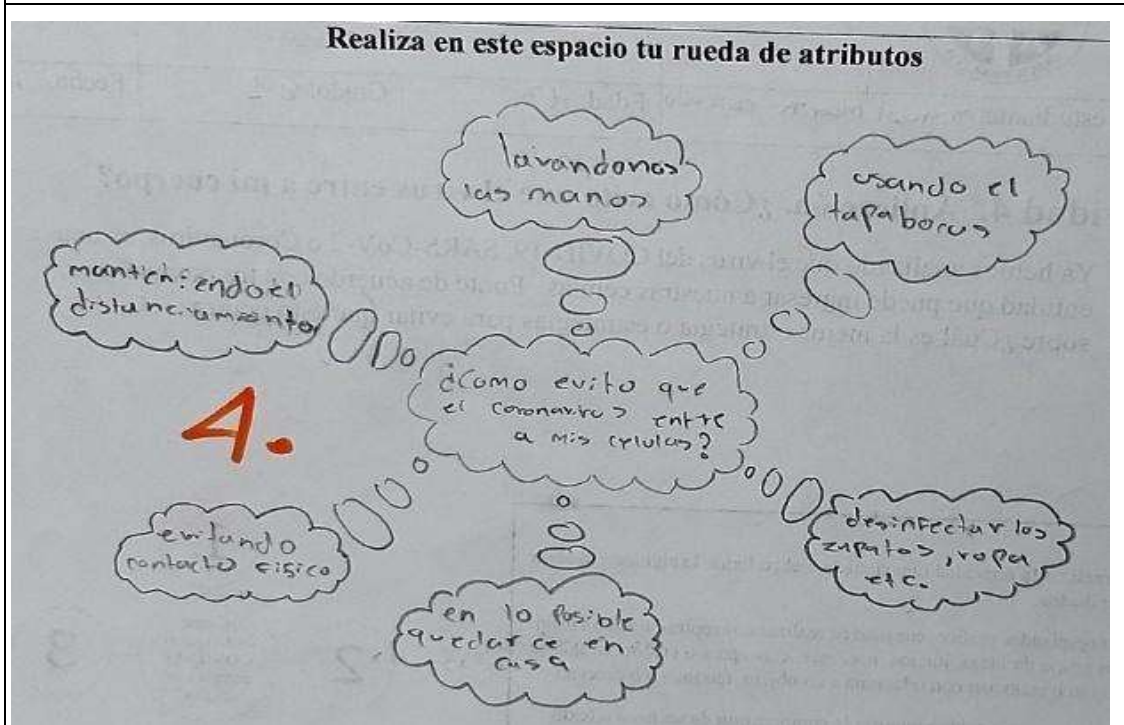 Realiza en este espacio tu rueda de atributos
lavandonos
las manos
usando el
tapabocas
manteniendo el
distanciamiento
¿Como evito que
el coronavirus entre
a mis celulas?
4.
evitando
contacto fisico
desinfectar los
zapatos, ropa
etc.
en lo posible
quedarce en
casa